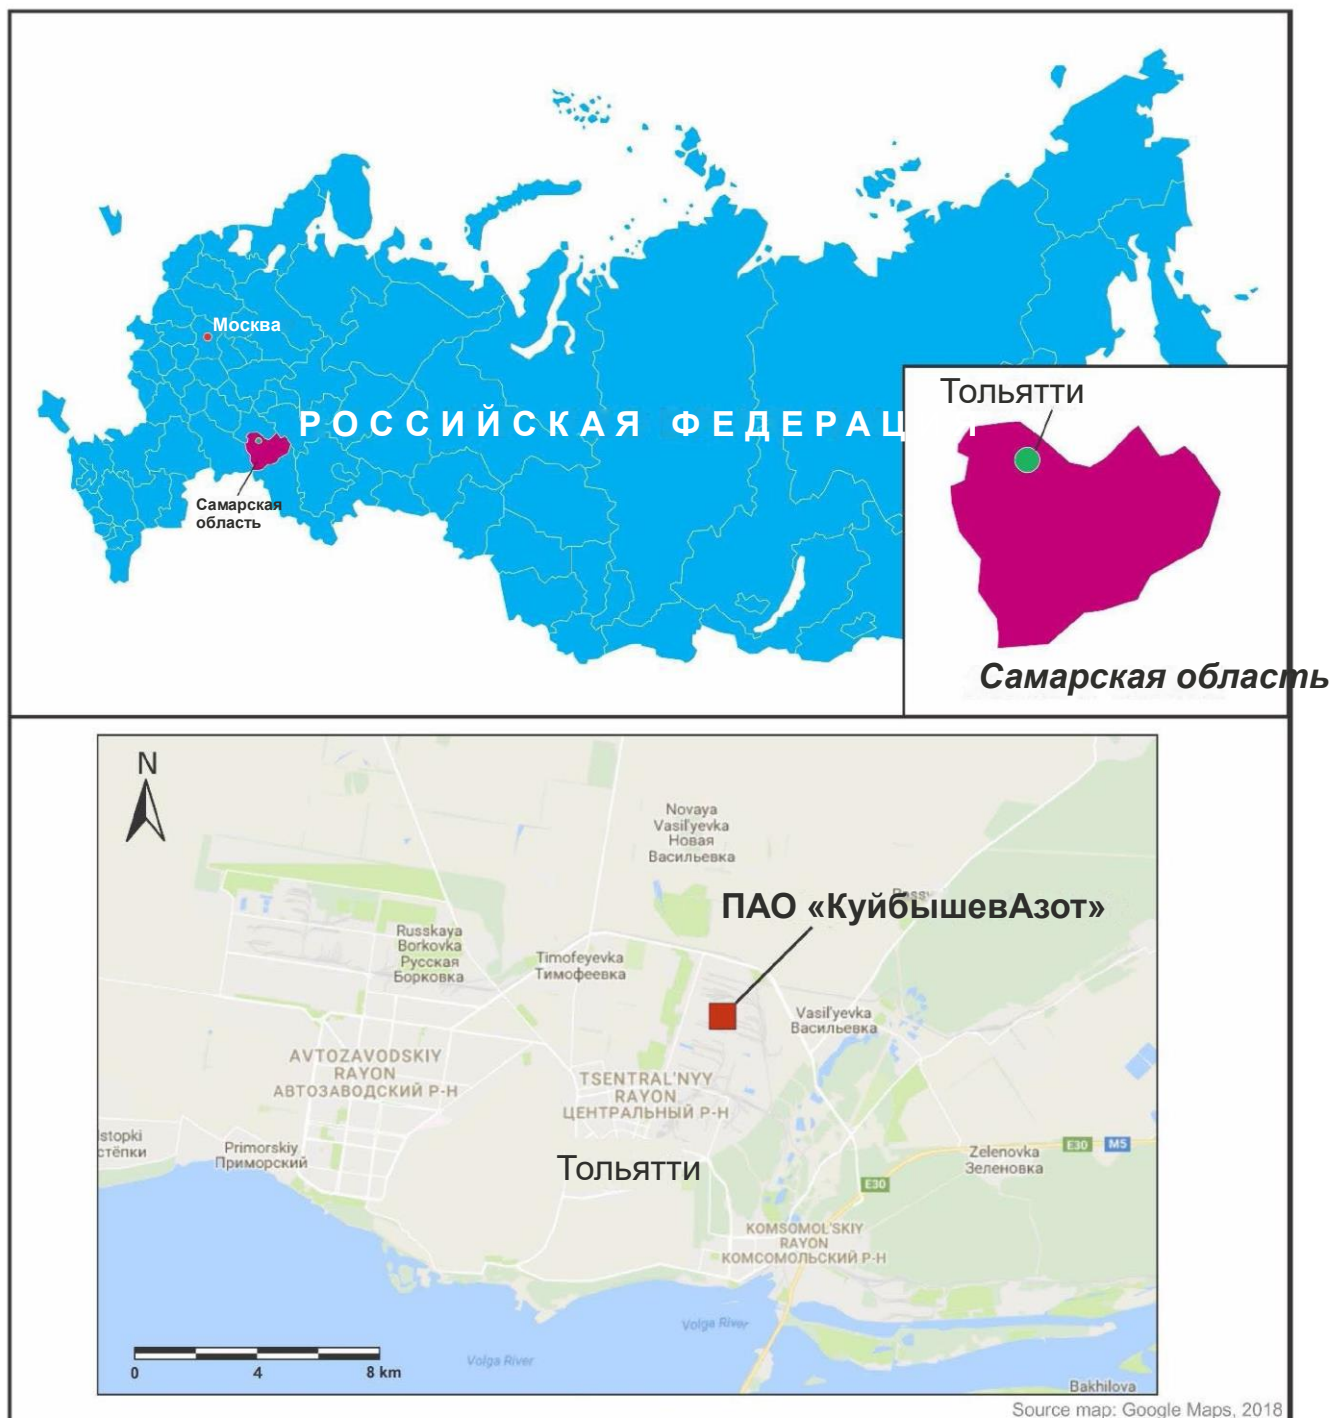 Москва
РОССИЙСКАЯ ФЕДЕРАЦ
Самарская
область
Тольятти
Самарская область
N
Novaya
Vasil'yevka
Новая
Васильевка
ПАО «КуйбышевАзот»
Russkaya
Borkovka
Русская
Борковка
Timofeyevka
Тимофеевка
Vasil'yevka
Васильевка
AVTOZAVODSKIY
RAYON
АВТОЗАВОДСКИЙ Р-Н
TSENTRAL'NYY
RAYON
ЦЕНТРАЛЬНЫЙ Р-Н
stopki
стёпки
Primorskiy
Приморский
Тольятти
Zelenovka
Зеленовка
E30
M5
E30
KOMSOMOL'SKIY
RAYON
КОМСОМОЛЬСКИЙ Р-Н
Volga River
Volga River
0 4 8 km
Bakhilova
Source map: Google Maps, 2018